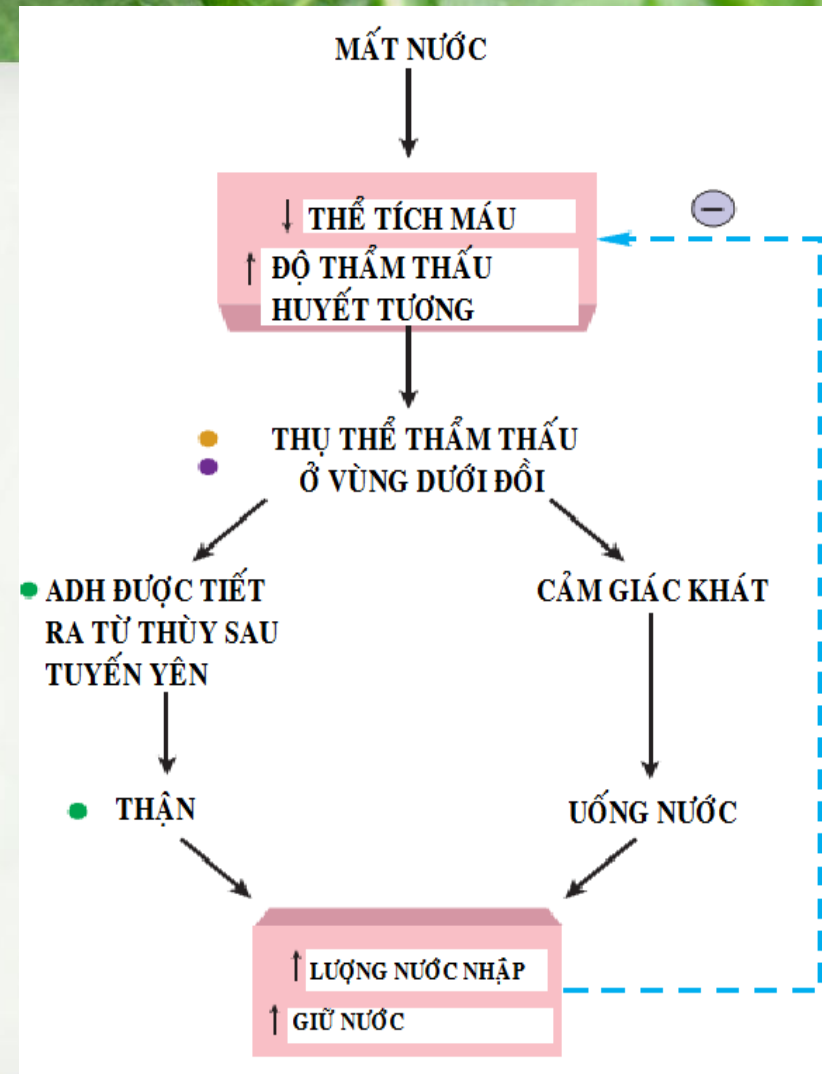 MẤT NƯỚC
↓ THỂ TÍCH MÁU
↑ ĐỘ THẨM THẤU
HUYẾT TƯƠNG
−
THỤ THỂ THẨM THẤU
Ở VÙNG DƯỚI ĐỒI
ADH ĐƯỢC TIẾT
RA TỪ THÙY SAU
TUYẾN YÊN
CẢM GIÁC KHÁT
THẬN
UỐNG NƯỚC
↑ LƯỢNG NƯỚC NHẬP
↑ GIỮ NƯỚC